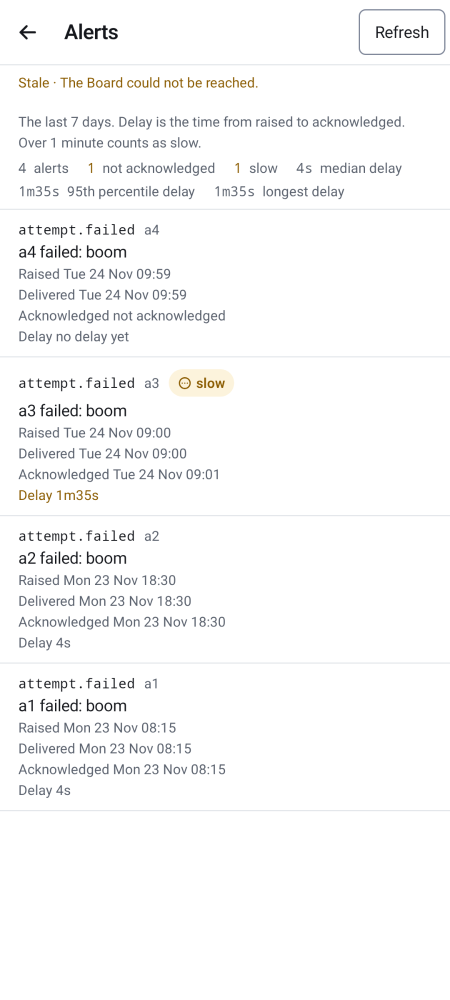 Alerts
Refresh
Stale · The Board could not be reached.
The last 7 days. Delay is the time from raised to acknowledged.
Over 1 minute counts as slow.
4 alerts 1 not acknowledged 1 slow 4s median delay
1m35s 95th percentile delay 1m35s longest delay
attempt.failed a4
a4 failed: boom
Raised Tue 24 Nov 09:59
Delivered Tue 24 Nov 09:59
Acknowledged not acknowledged
Delay no delay yet
attempt.failed a3 slow
a3 failed: boom
Raised Tue 24 Nov 09:00
Delivered Tue 24 Nov 09:00
Acknowledged Tue 24 Nov 09:01
Delay 1m35s
attempt.failed a2
a2 failed: boom
Raised Mon 23 Nov 18:30
Delivered Mon 23 Nov 18:30
Acknowledged Mon 23 Nov 18:30
Delay 4s
attempt.failed a1
a1 failed: boom
Raised Mon 23 Nov 08:15
Delivered Mon 23 Nov 08:15
Acknowledged Mon 23 Nov 08:15
Delay 4s